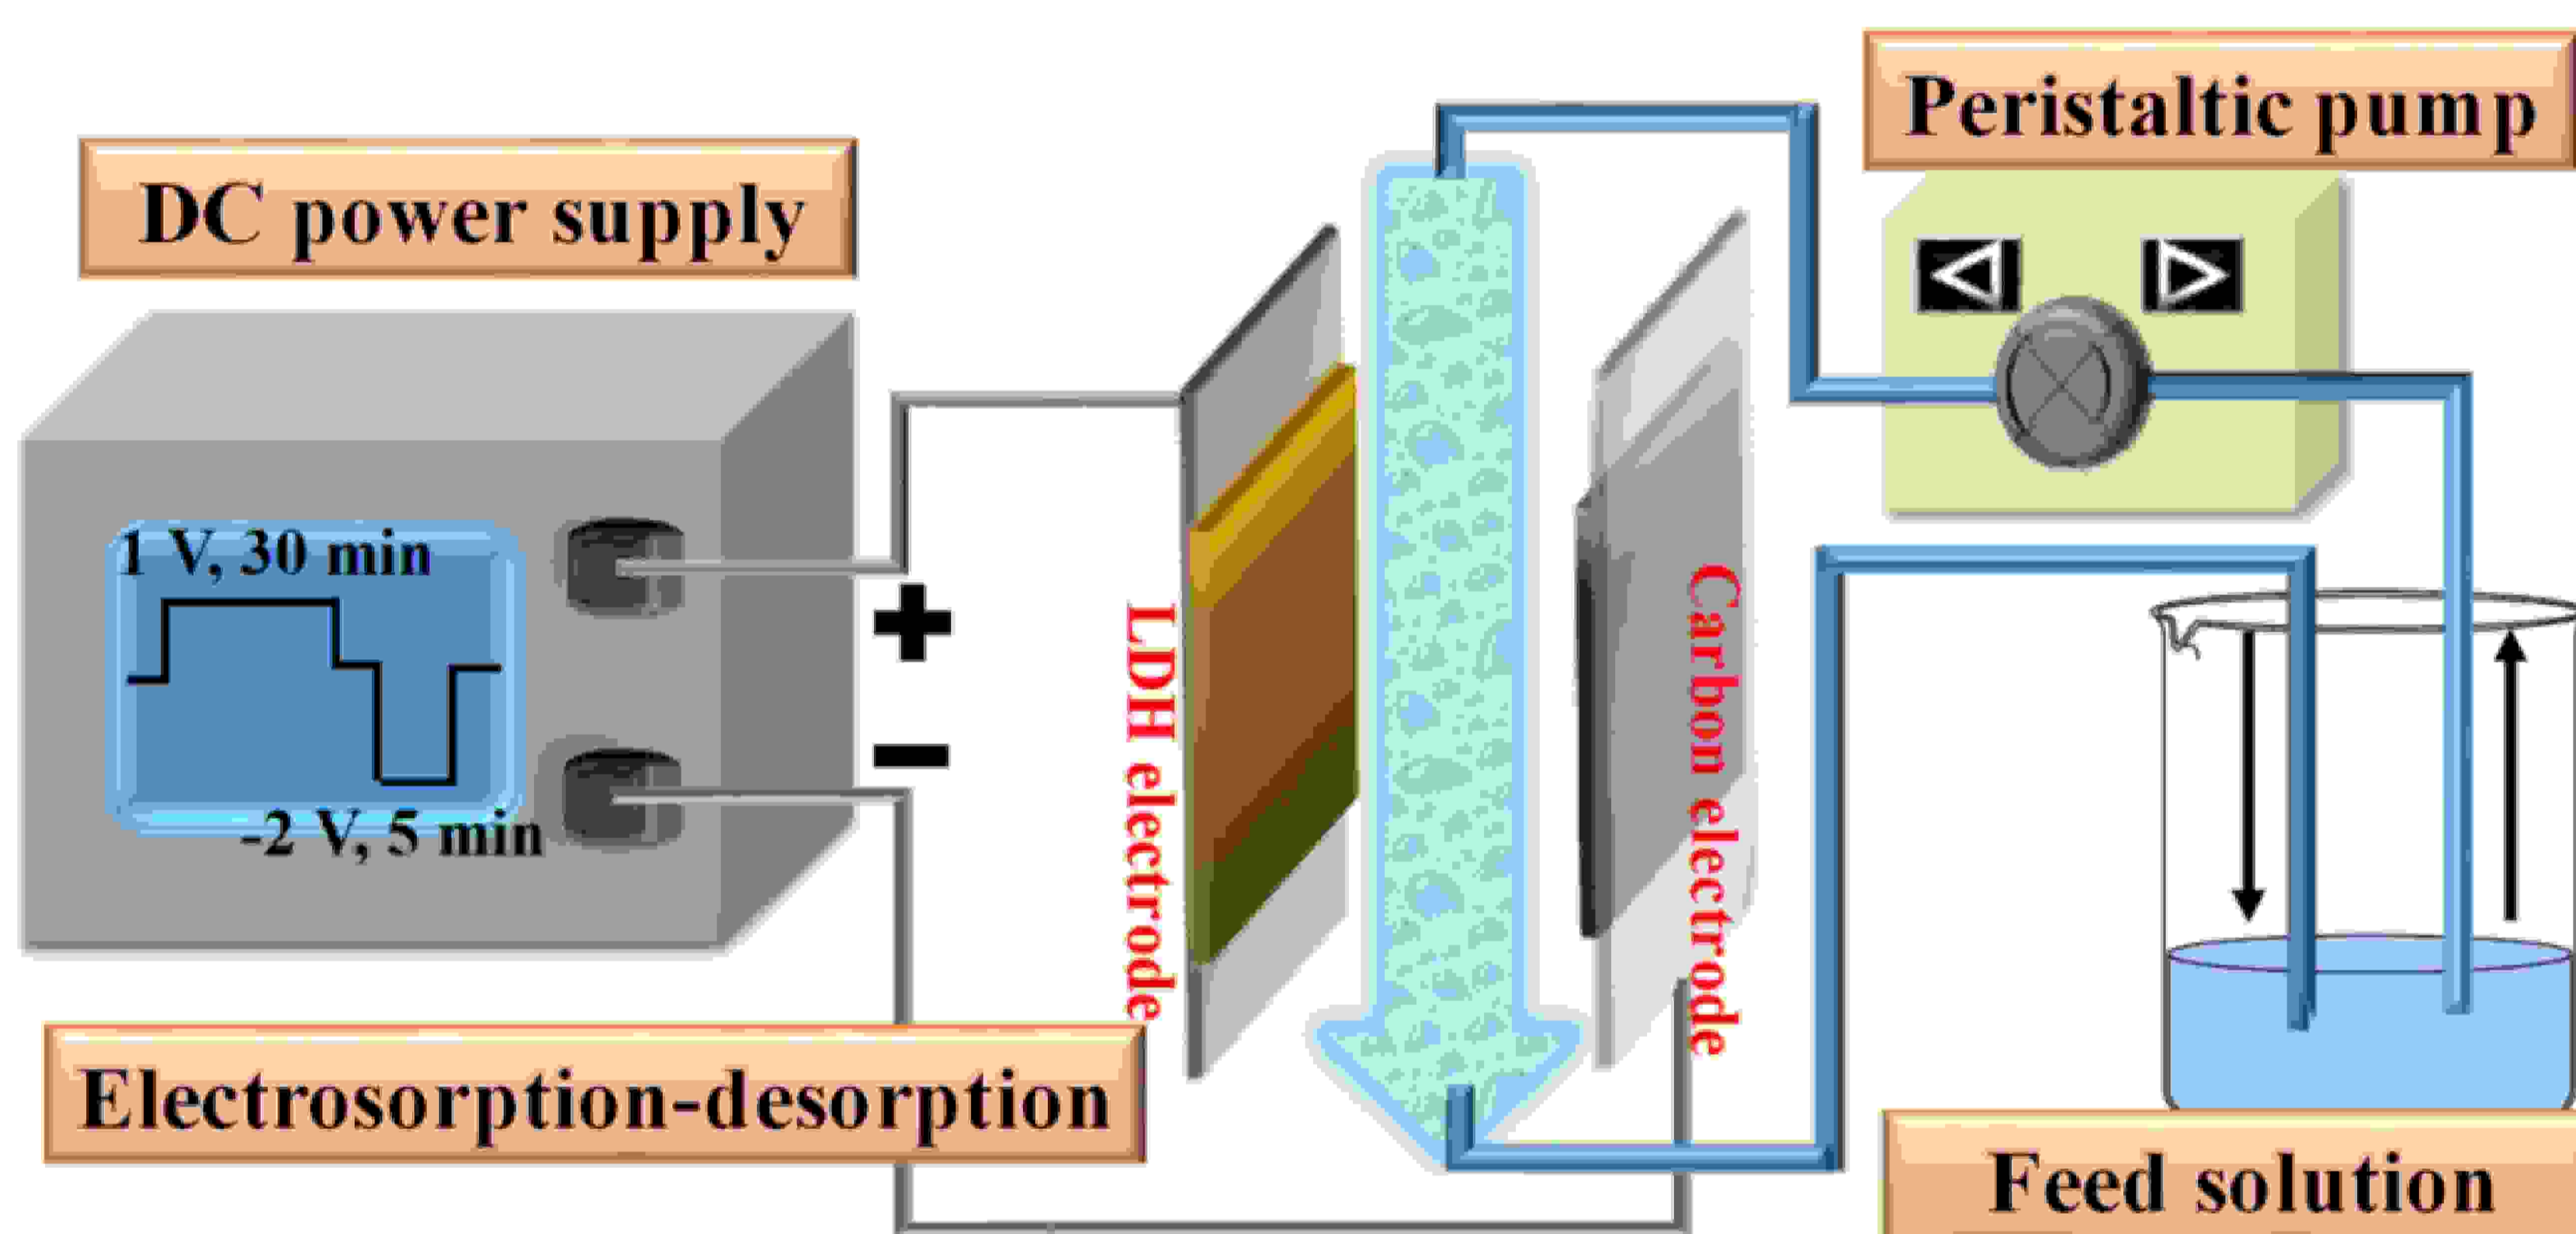 Peristaltic pump
DC power supply
1 V, 30 min
-2 V, 5 min
+
−
LDH electrode
Carbon electrode
Electrosorption-desorption
Feed solution